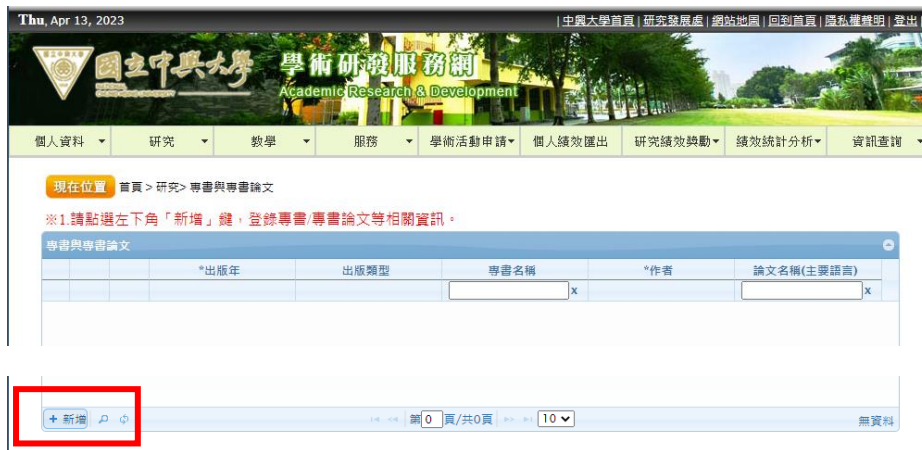 Thu, Apr 13, 2023 | 中興大學首頁 | 研究發展處 | 網站地圖 | 回到首頁 | 隱私權聲明 | 登出
國立中興大學 學術研發服務網
Academic Research & Development
個人資料 研究 教學 服務 學術活動申請 個人績效匯出 研究績效獎勵 績效統計分析 資訊查詢
現在位置 首頁 > 研究> 專書與專書論文
※1.請點選左下角「新增」鍵，登錄專書/專書論文等相關資訊。
專書與專書論文
*出版年 出版類型 專書名稱 *作者 論文名稱(主要語言)
x x
+ 新增 第 0 頁/共0頁 10 無資料